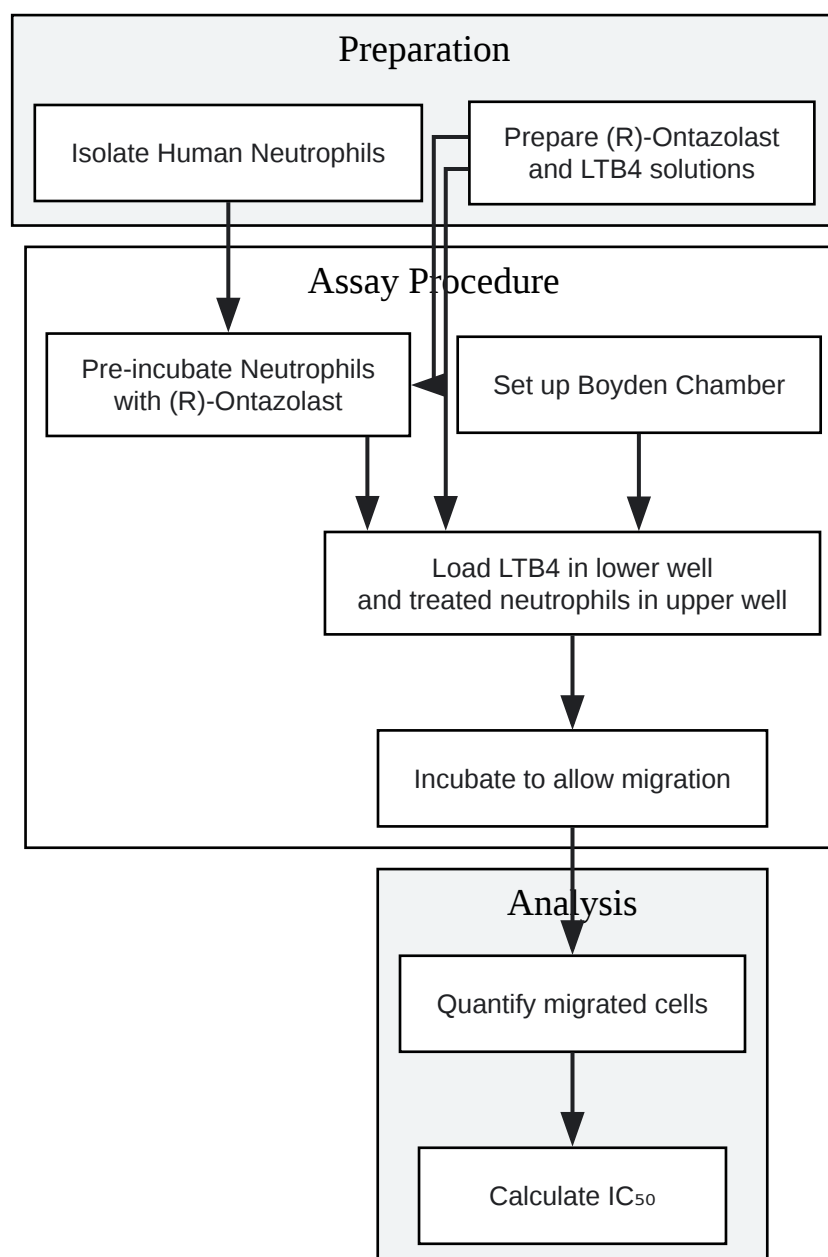 Preparation
Isolate Human Neutrophils
Prepare (R)-Ontazolast
and LTB4 solutions
Assay Procedure
Pre-incubate Neutrophils
with (R)-Ontazolast
Set up Boyden Chamber
Load LTB4 in lower well
and treated neutrophils in upper well
Incubate to allow migration
Analysis
Quantify migrated cells
Calculate IC₅₀